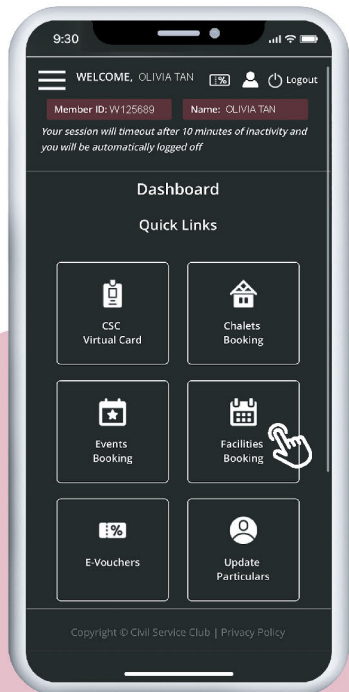 9:30
WELCOME, OLIVIA TAN % Logout
Member ID: W125689 Name: OLIVIA TAN
Your session will timeout after 10 minutes of inactivity and
you will be automatically logged off
Dashboard
Quick Links
CSC
Virtual Card
Chalets
Booking
Events
Booking
Facilities
Booking
%
E-Vouchers
Update
Particulars
Copyright © Civil Service Club | Privacy Policy